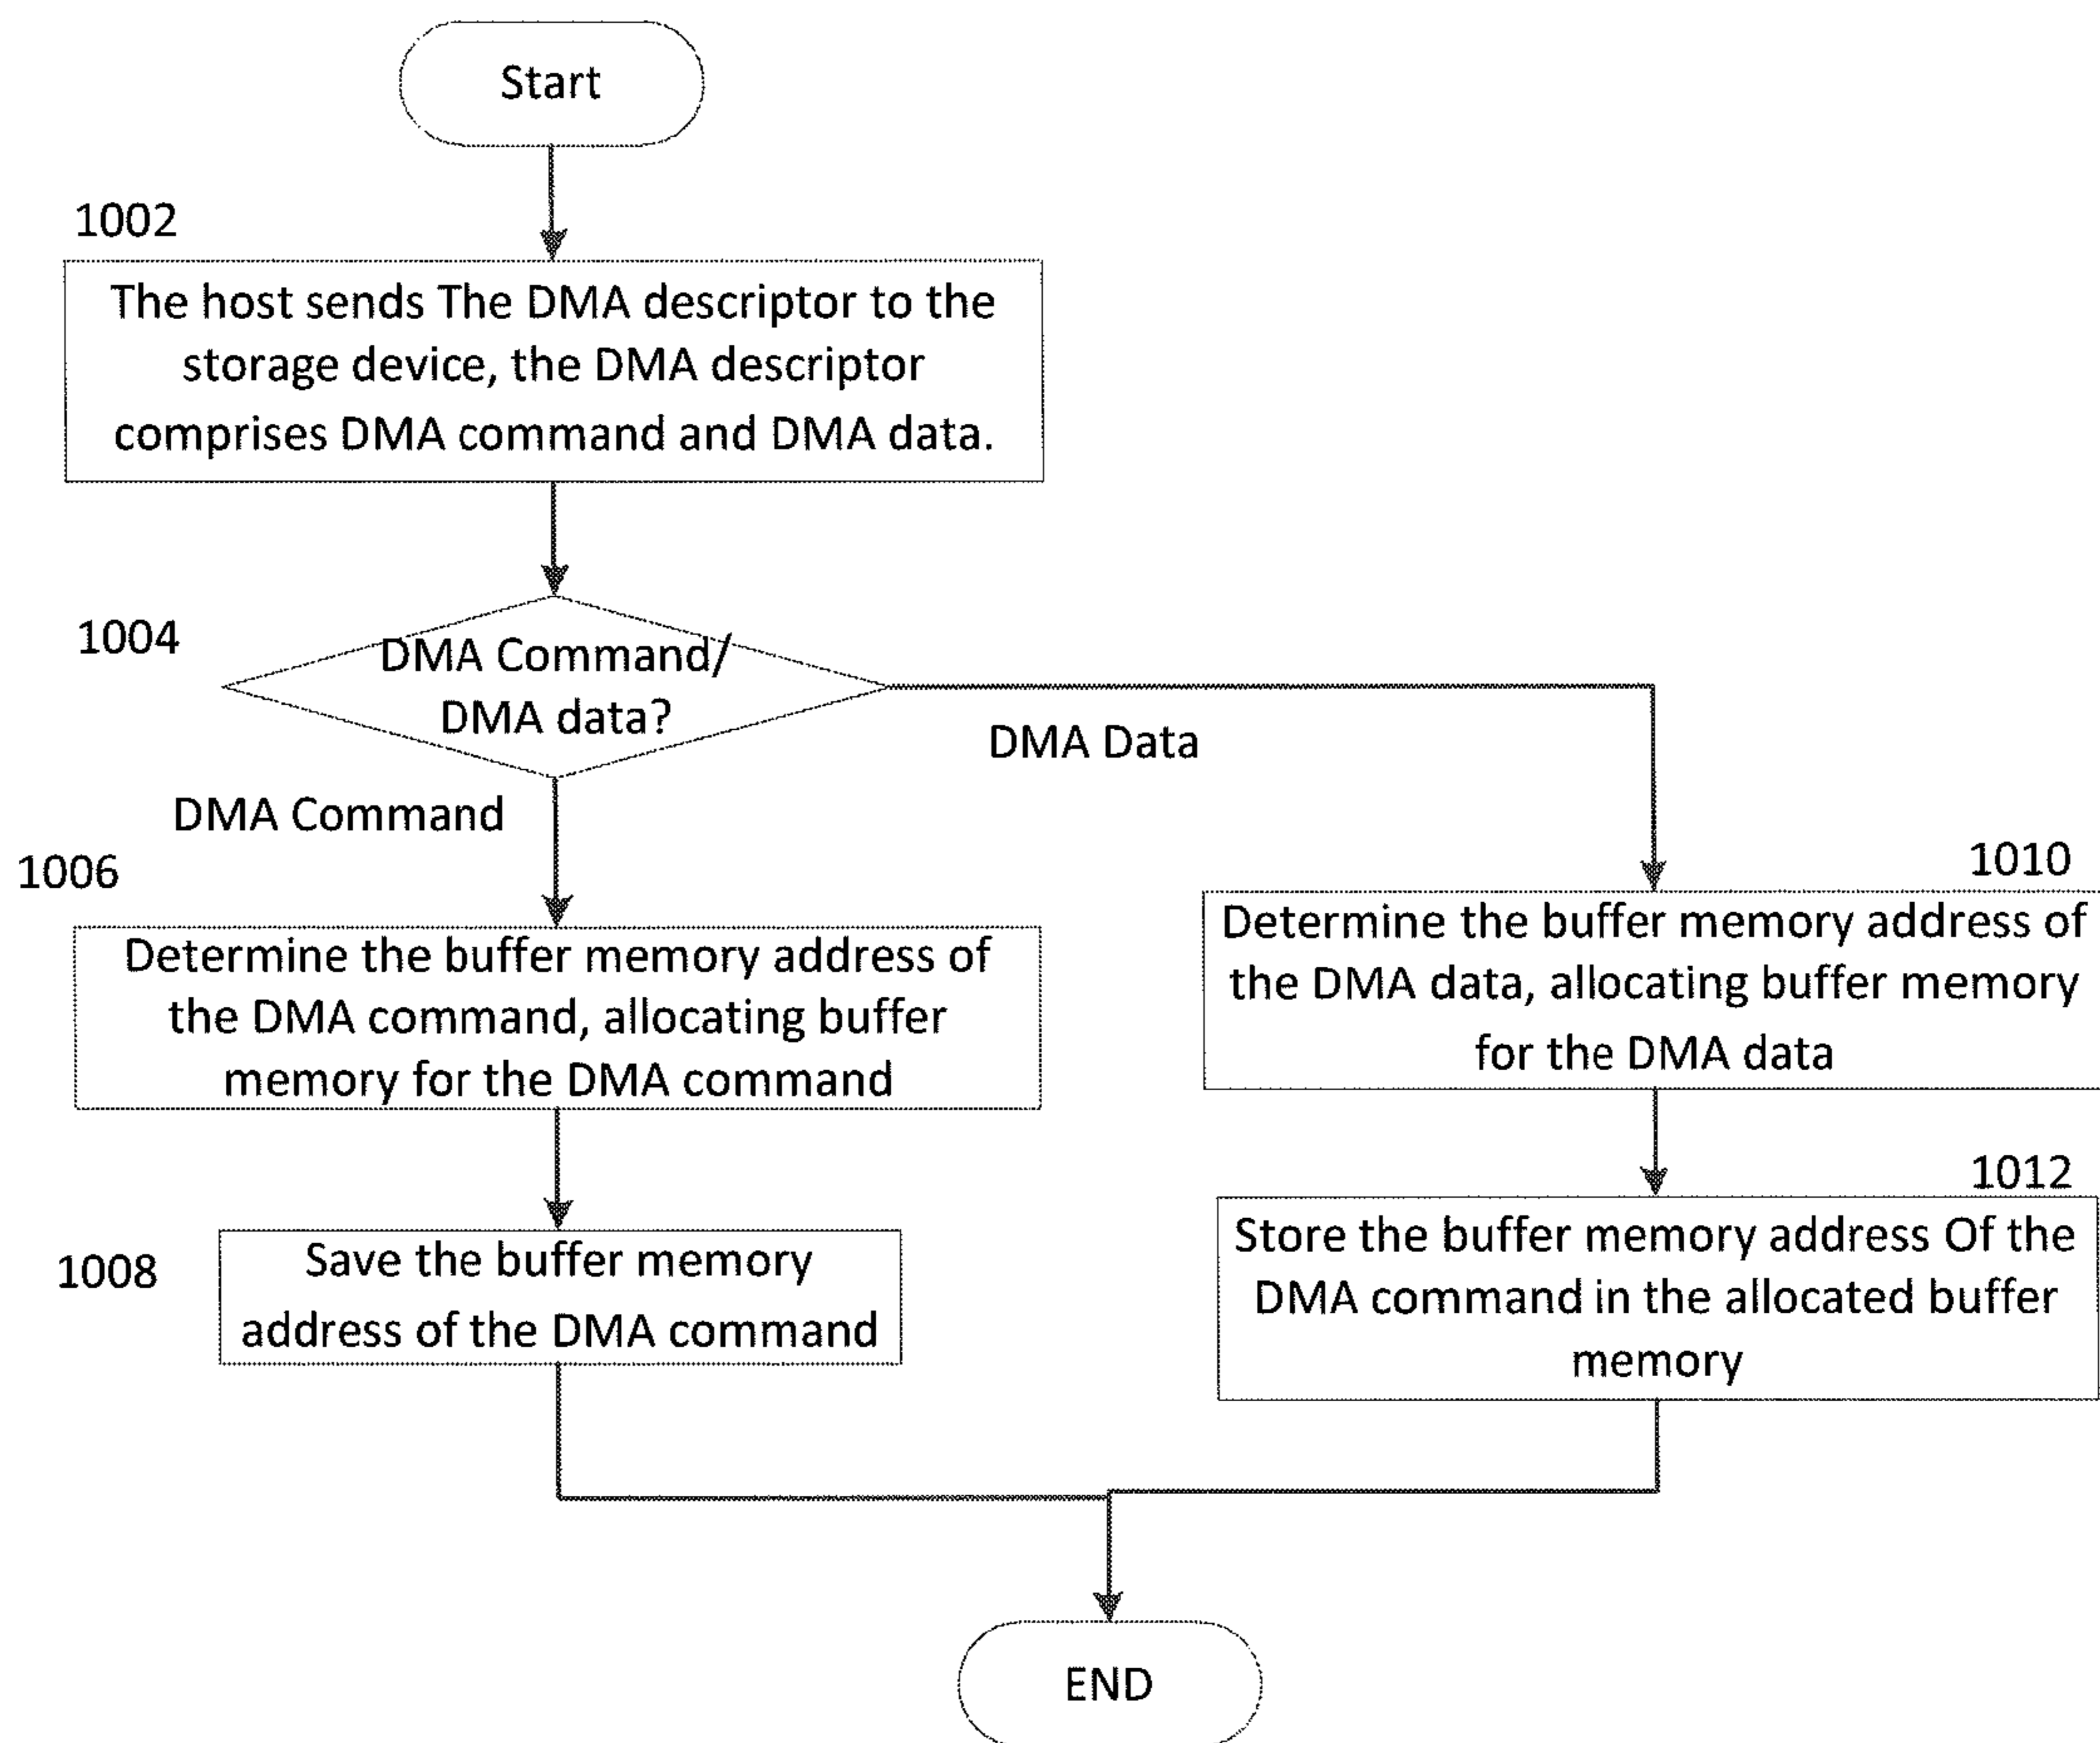 Start
1002
The host sends The DMA descriptor to the
storage device, the DMA descriptor
comprises DMA command and DMA data.
1004
DMA Command/
DMA data?
DMA Data
DMA Command
1006
Determine the buffer memory address of
the DMA command, allocating buffer
memory for the DMA command
1008
Save the buffer memory
address of the DMA command
1010
Determine the buffer memory address of
the DMA data, allocating buffer memory
for the DMA data
1012
Store the buffer memory address Of the
DMA command in the allocated buffer
memory
END